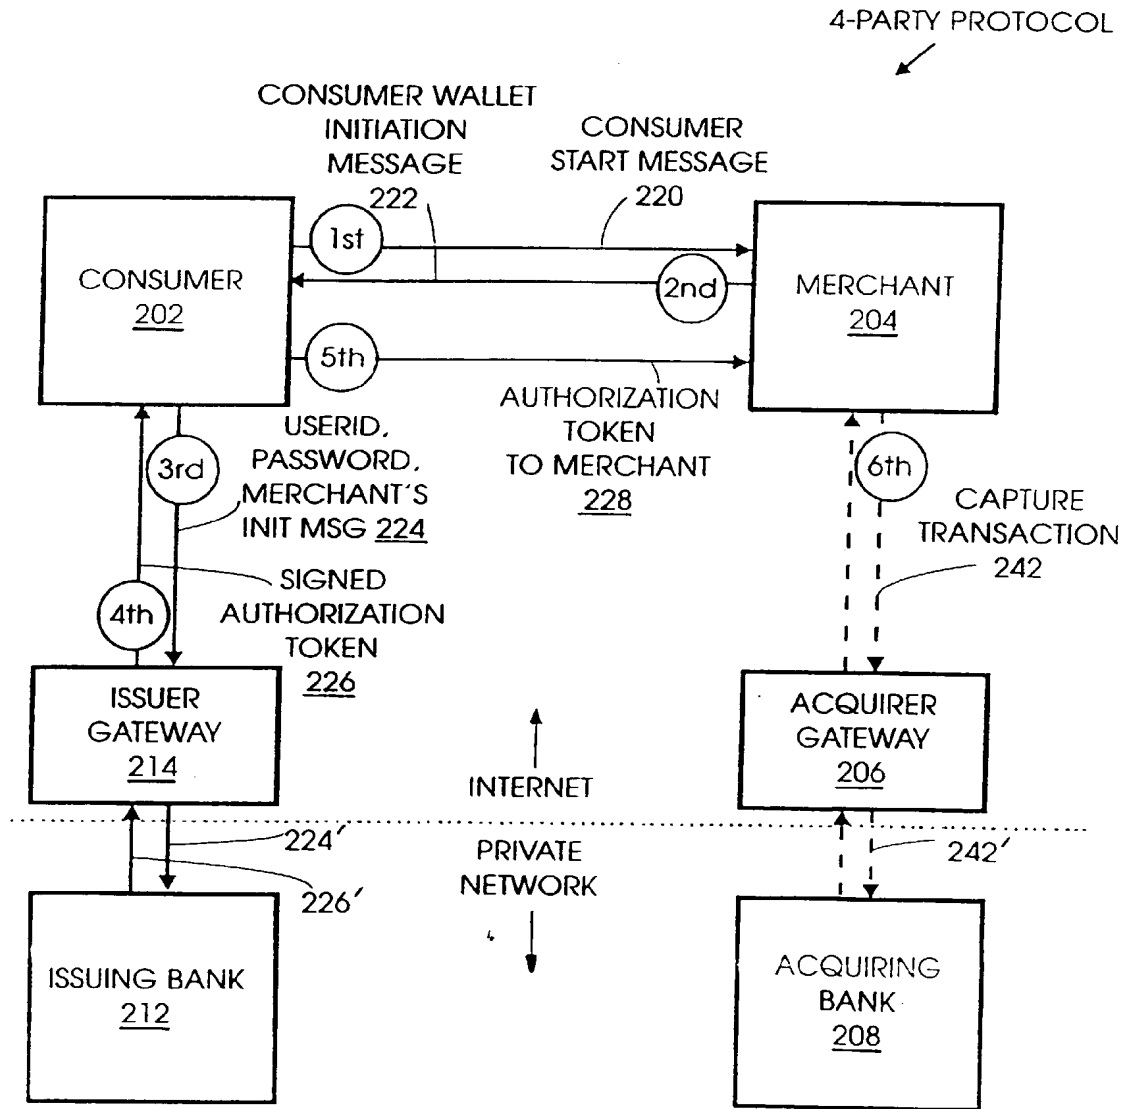 4-PARTY PROTOCOL
CONSUMER WALLET
INITIATION
MESSAGE
222
CONSUMER
START MESSAGE
220
1st
CONSUMER
202
2nd
MERCHANT
204
5th
AUTHORIZATION
TOKEN
TO MERCHANT
228
USERID,
PASSWORD,
MERCHANT'S
INIT MSG 224
3rd
6th
CAPTURE
TRANSACTION
242
SIGNED
AUTHORIZATION
TOKEN
226
4th
ISSUER
GATEWAY
214
ACQUIRER
GATEWAY
206
INTERNET
PRIVATE
NETWORK
224'
226'
242'
ISSUING BANK
212
ACQUIRING
BANK
208